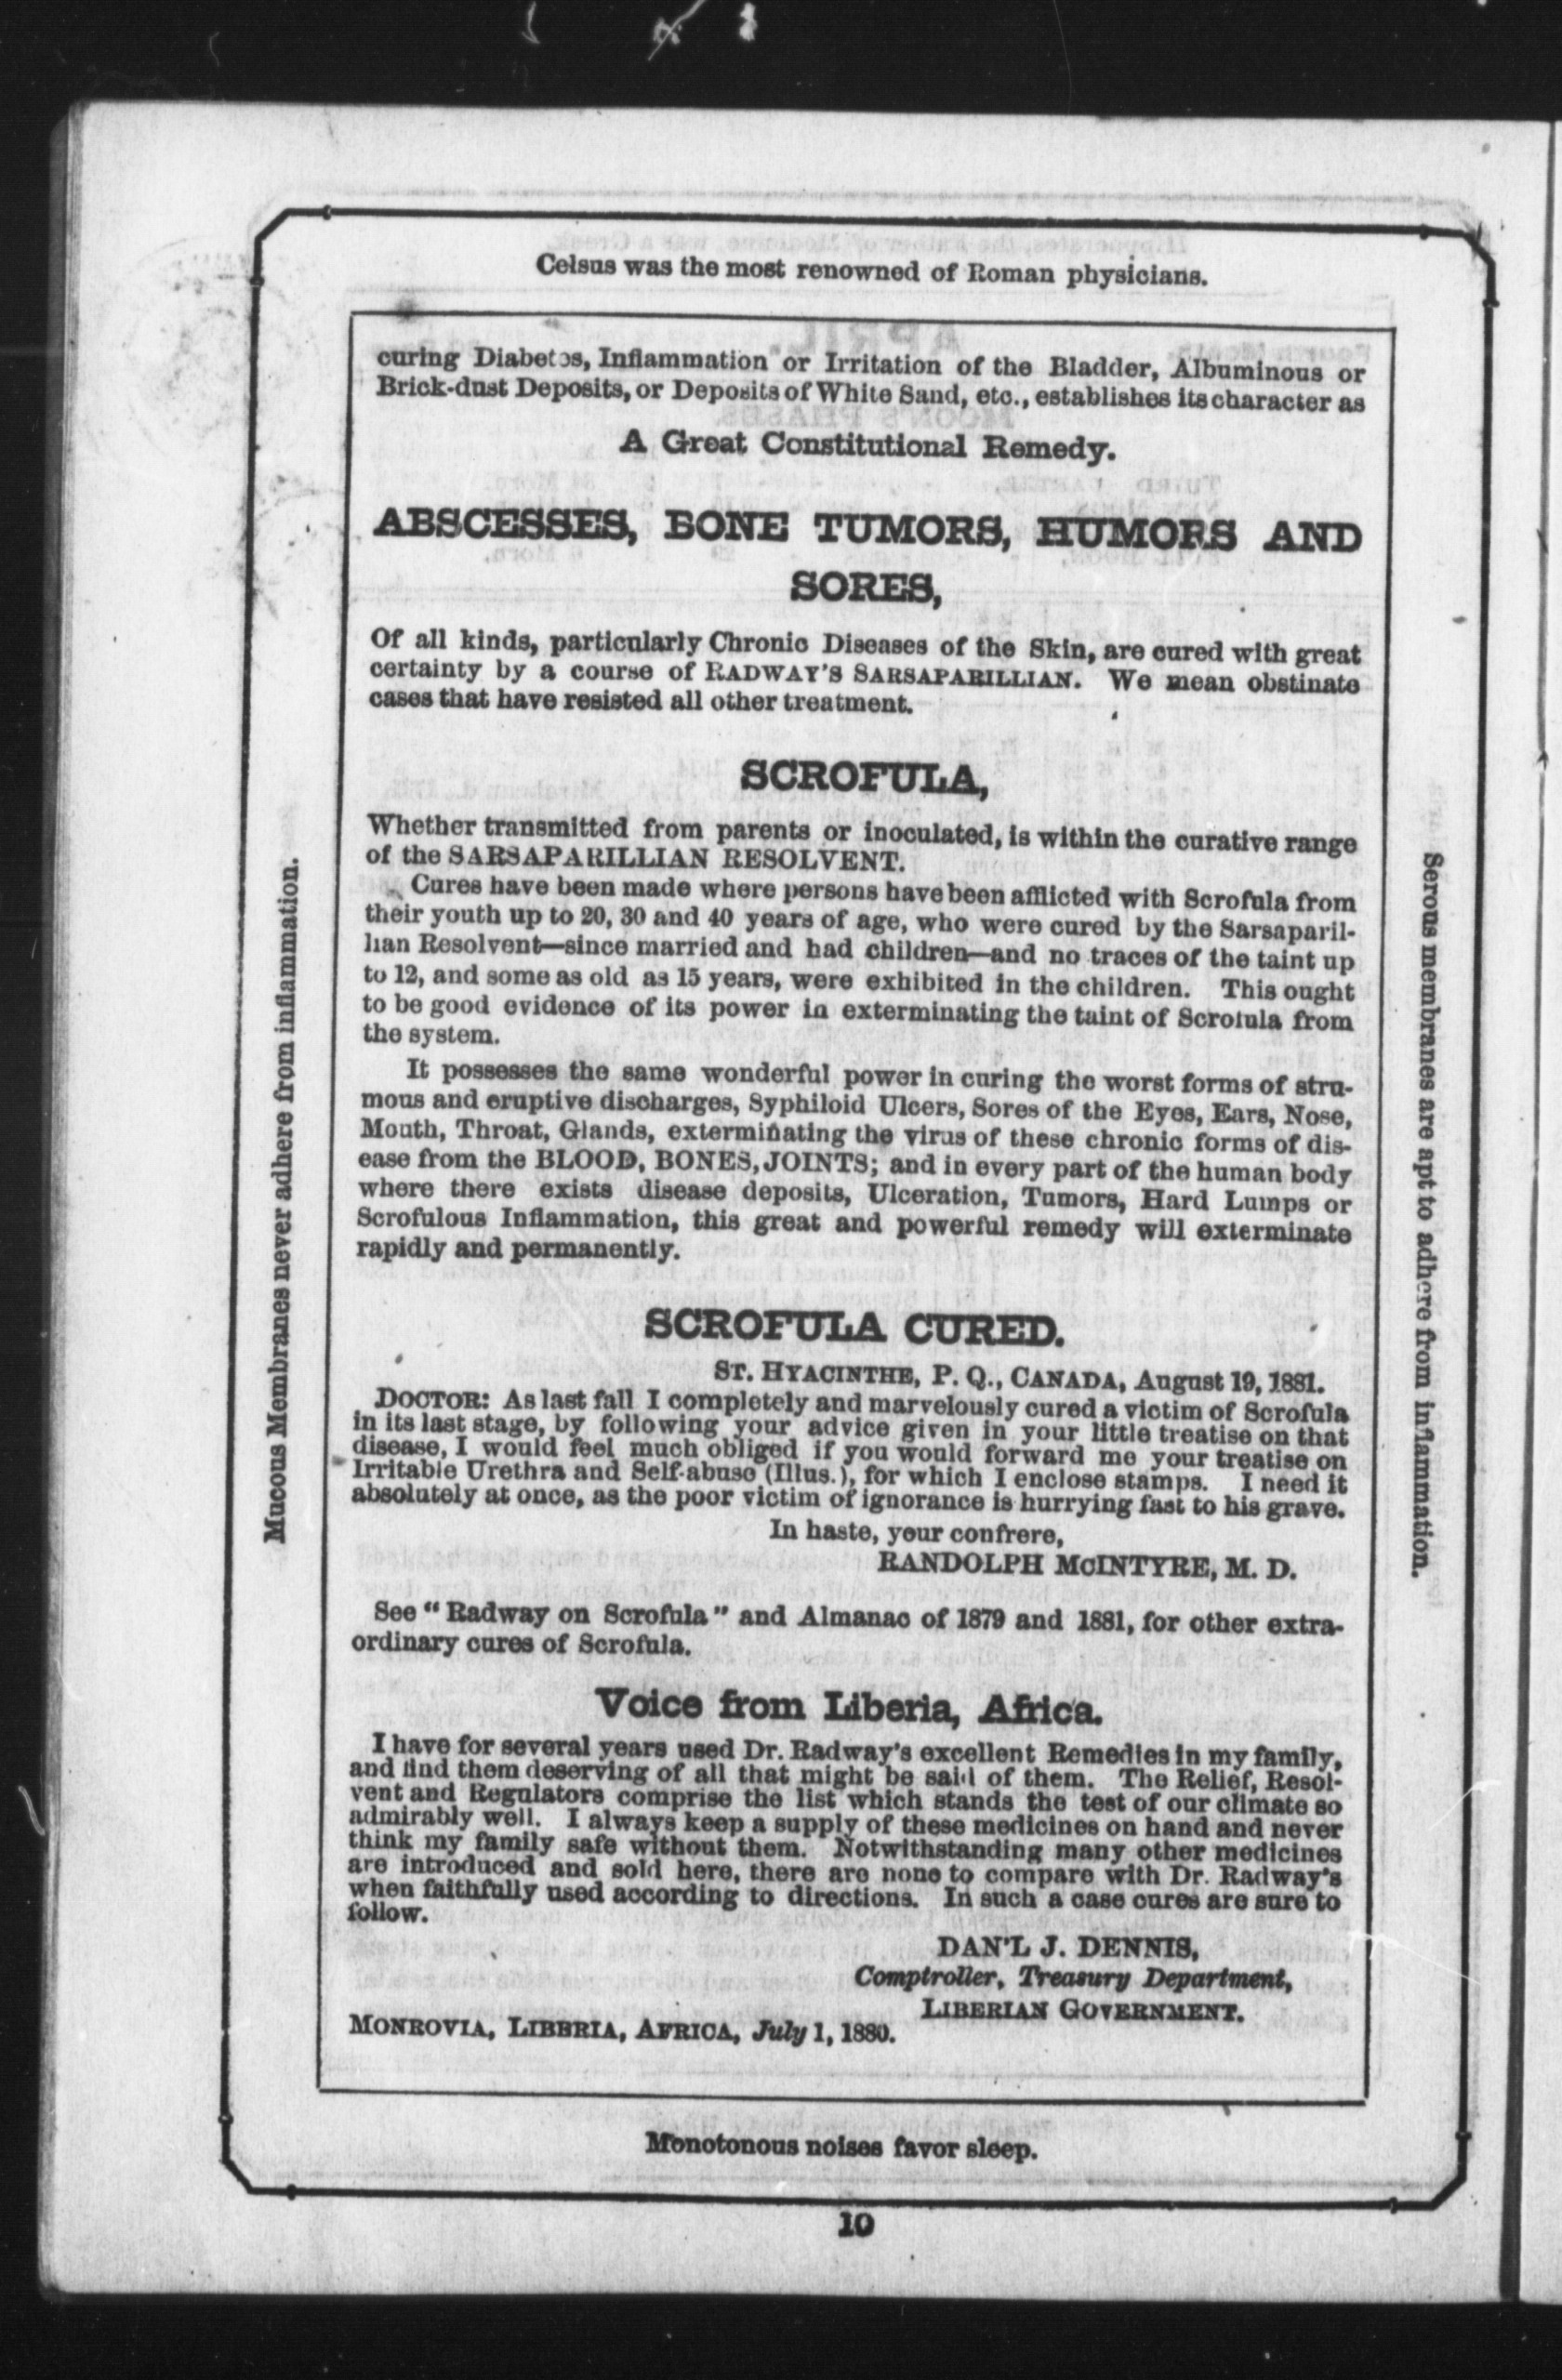 Celsus was the most renowned of Roman physicians.
curing Diabetes, Inflammation or Irritation of the Bladder, Albuminous or
Brick-dust Deposits, or Deposits of White Sand, etc., establishes its character as
A Great Constitutional Remedy.
ABSCESSES, BONE TUMORS, HUMORS AND
SORES,
Of all kinds, particularly Chronic Diseases of the Skin, are cured with great
certainty by a course of RADWAY'S SARSAPARILLIAN. We mean obstinate
cases that have resisted all other treatment.
SCROFULA,
Whether transmitted from parents or inoculated, is within the curative range
of the SARSAPARILLIAN RESOLVENT.
Cures have been made where persons have been afflicted with Scrofula from
their youth up to 20, 30 and 40 years of age, who were cured by the Sarsaparil-
lian Resolvent—since married and had children—and no traces of the taint up
to 12, and some as old as 15 years, were exhibited in the children. This ought
to be good evidence of its power in exterminating the taint of Scrofula from
the system.
It possesses the same wonderful power in curing the worst forms of stru-
mous and eruptive discharges, Syphiloid Ulcers, Sores of the Eyes, Ears, Nose,
Mouth, Throat, Glands, exterminating the virus of these chronic forms of dis-
ease from the BLOOD, BONES, JOINTS; and in every part of the human body
where there exists disease deposits, Ulceration, Tumors, Hard Lumps or
Scrofulous Inflammation, this great and powerful remedy will exterminate
rapidly and permanently.
SCROFULA CURED.
ST. HYACINTHE, P. Q., CANADA, August 19, 1881.
DOCTOR: As last fall I completely and marvelously cured a victim of Scrofula
in its last stage, by following your advice given in your little treatise on that
disease, I would feel much obliged if you would forward me your treatise on
Irritable Urethra and Self-abuse (Illus.), for which I enclose stamps. I need it
absolutely at once, as the poor victim of ignorance is hurrying fast to his grave.
In haste, your confrere,
RANDOLPH McINTYRE, M. D.
See "Radway on Scrofula" and Almanac of 1879 and 1881, for other extra-
ordinary cures of Scrofula.
Voice from Liberia, Africa.
I have for several years used Dr. Radway's excellent Remedies in my family,
and find them deserving of all that might be said of them. The Relief, Resol-
vent and Regulators comprise the list which stands the test of our climate so
admirably well. I always keep a supply of these medicines on hand and never
think my family safe without them. Notwithstanding many other medicines
are introduced and sold here, there are none to compare with Dr. Radway's
when faithfully used according to directions. In such a case cures are sure to
follow.
DAN'L J. DENNIS,
Comptroller, Treasury Department,
LIBERIAN GOVERNMENT.
MONROVIA, LIBERIA, AFRICA, July 1, 1880.
Mucous Membranes never adhere from inflammation.
Serous membranes are apt to adhere from inflammation.
Monotonous noises favor sleep.
10